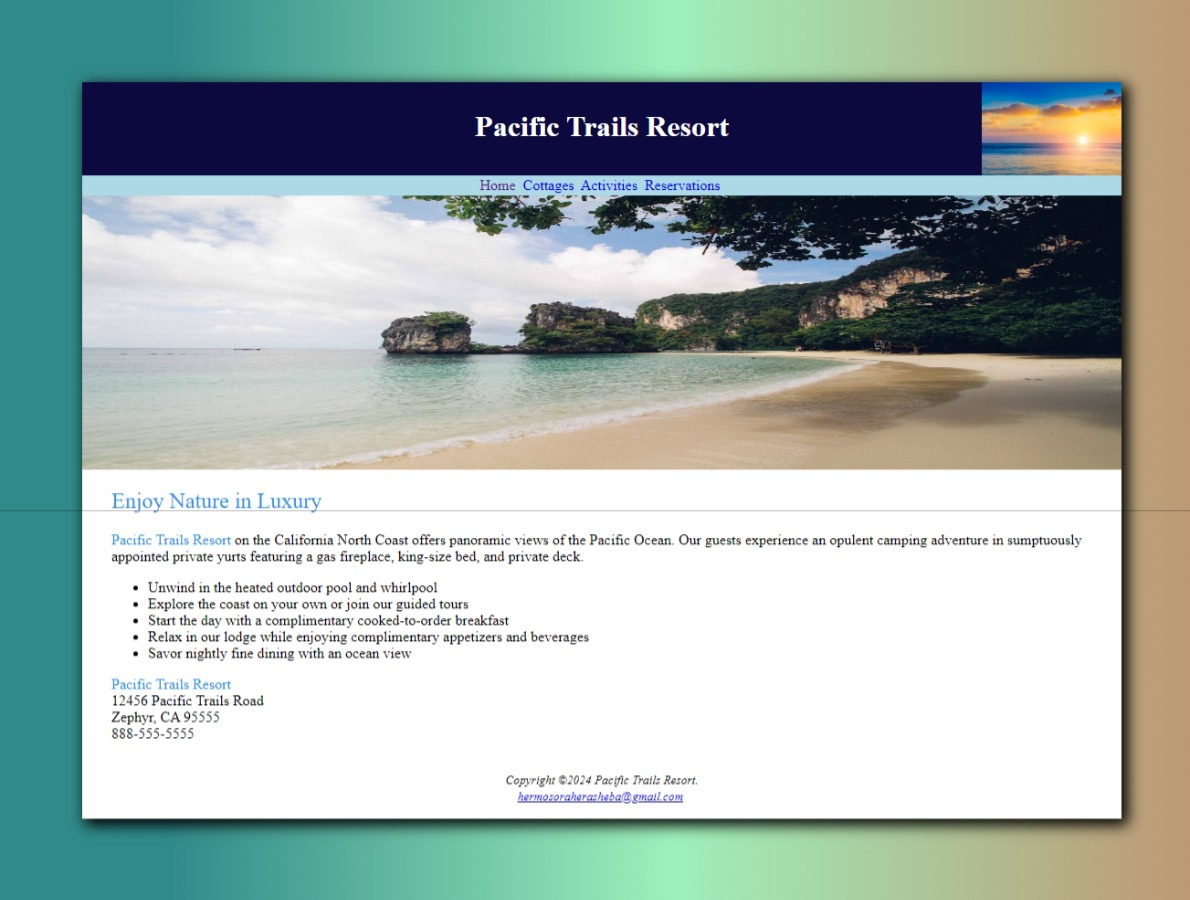 Pacific Trails Resort
Home Cottages Activities Reservations
Enjoy Nature in Luxury
Pacific Trails Resort on the California North Coast offers panoramic views of the Pacific Ocean. Our guests experience an opulent camping adventure in sumptuously
appointed private yurts featuring a gas fireplace, king-size bed, and private deck.
• Unwind in the heated outdoor pool and whirlpool
• Explore the coast on your own or join our guided tours
• Start the day with a complimentary cooked-to-order breakfast
• Relax in our lodge while enjoying complimentary appetizers and beverages
• Savor nightly fine dining with an ocean view
Pacific Trails Resort
12456 Pacific Trails Road
Zephyr, CA 95555
888-555-5555
Copyright ©2024 Pacific Trails Resort.
hermosoraherasheba@gmail.com